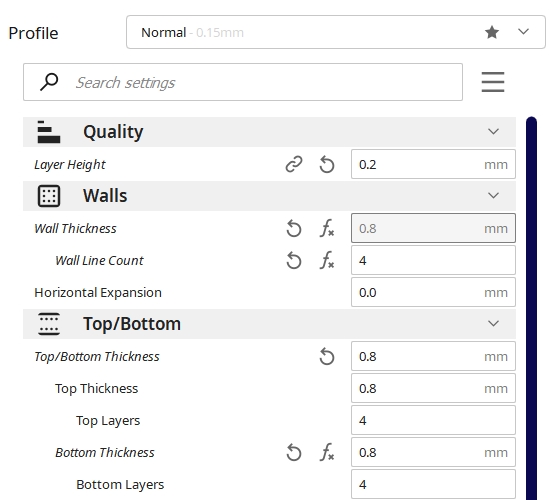 Profile
Normal - 0.15mm
Search settings
Quality
Layer Height 0.2 mm
Walls
Wall Thickness 0.8 mm
Wall Line Count 4
Horizontal Expansion 0.0 mm
Top/Bottom
Top/Bottom Thickness 0.8 mm
Top Thickness 0.8 mm
Top Layers 4
Bottom Thickness 0.8 mm
Bottom Layers 4